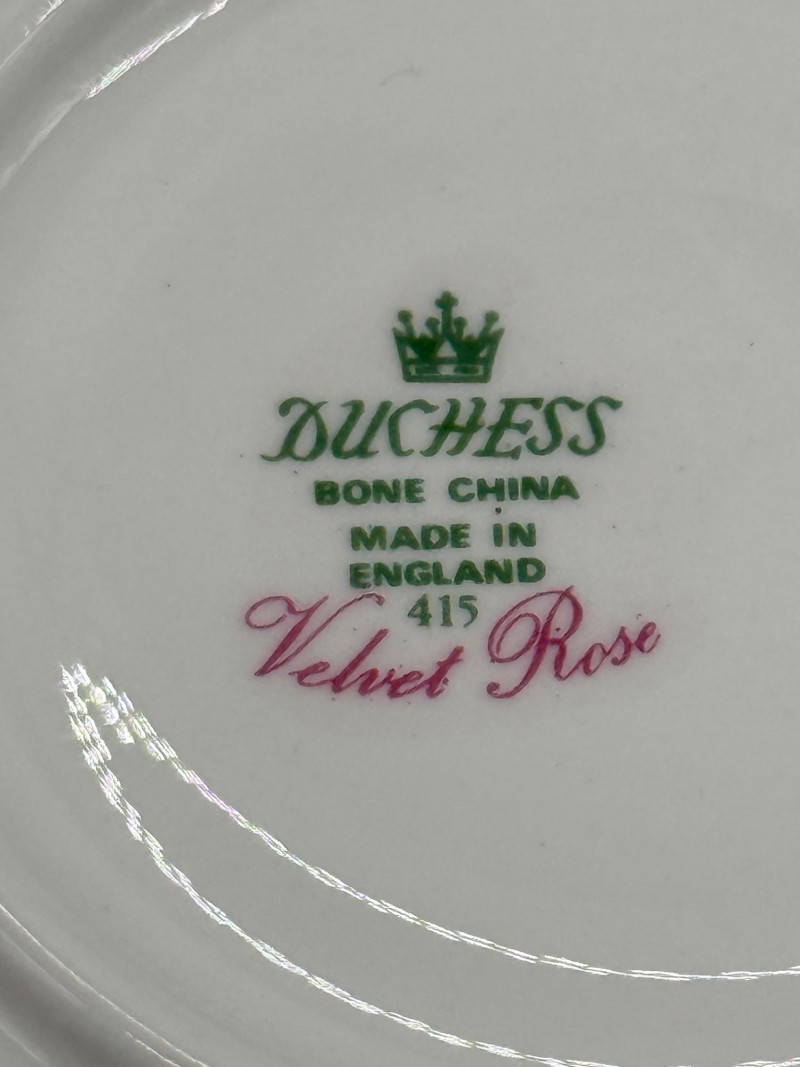 DUCHESS
BONE CHINA
MADE IN
ENGLAND
415
Velvet Rose